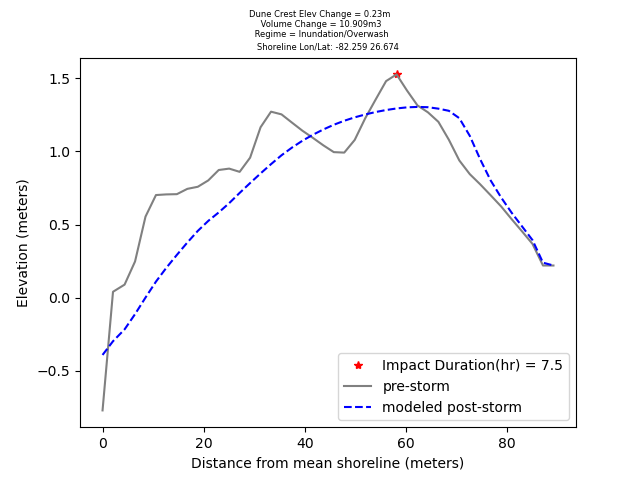 Dune Crest Elev Change = 0.23m
Volume Change = 10.909m3
Regime = Inundation/Overwash
Shoreline Lon/Lat: -82.259 26.674
1.5
1.0
0.5
0.0
−0.5
Elevation (meters)
Impact Duration(hr) = 7.5
pre-storm
modeled post-storm
0 20 40 60 80
Distance from mean shoreline (meters)